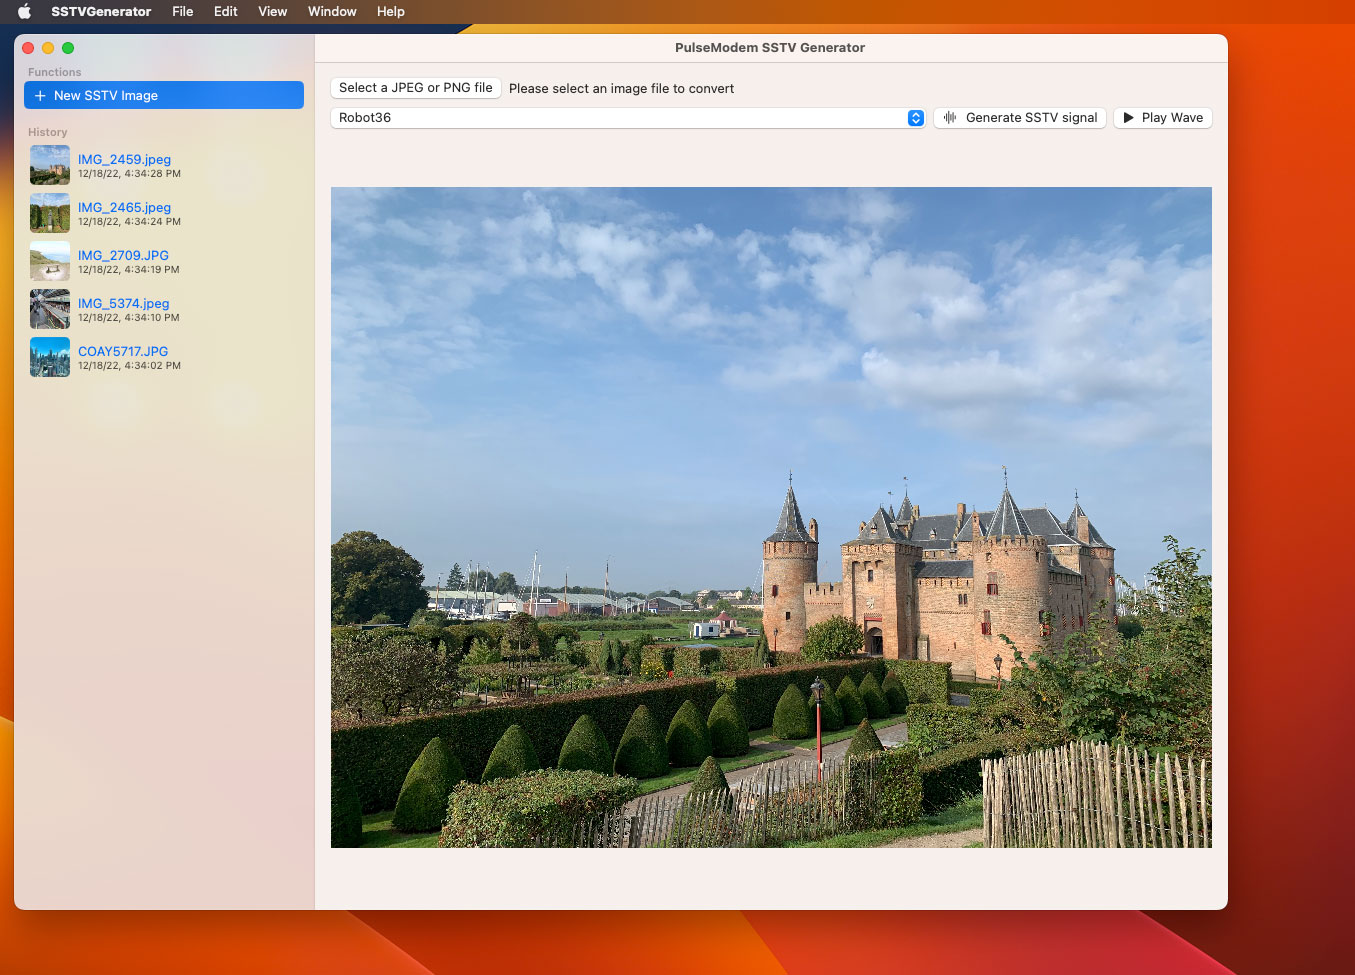 SSTVGenerator File Edit View Window Help
PulseModem SSTV Generator
Functions
New SSTV Image
History
IMG_2459.jpeg
12/18/22, 4:34:28 PM
IMG_2465.jpeg
12/18/22, 4:34:24 PM
IMG_2709.JPG
12/18/22, 4:34:19 PM
IMG_5374.jpeg
12/18/22, 4:34:10 PM
COAY5717.JPG
12/18/22, 4:34:02 PM
Select a JPEG or PNG file Please select an image file to convert
Robot36 Generate SSTV signal Play Wave